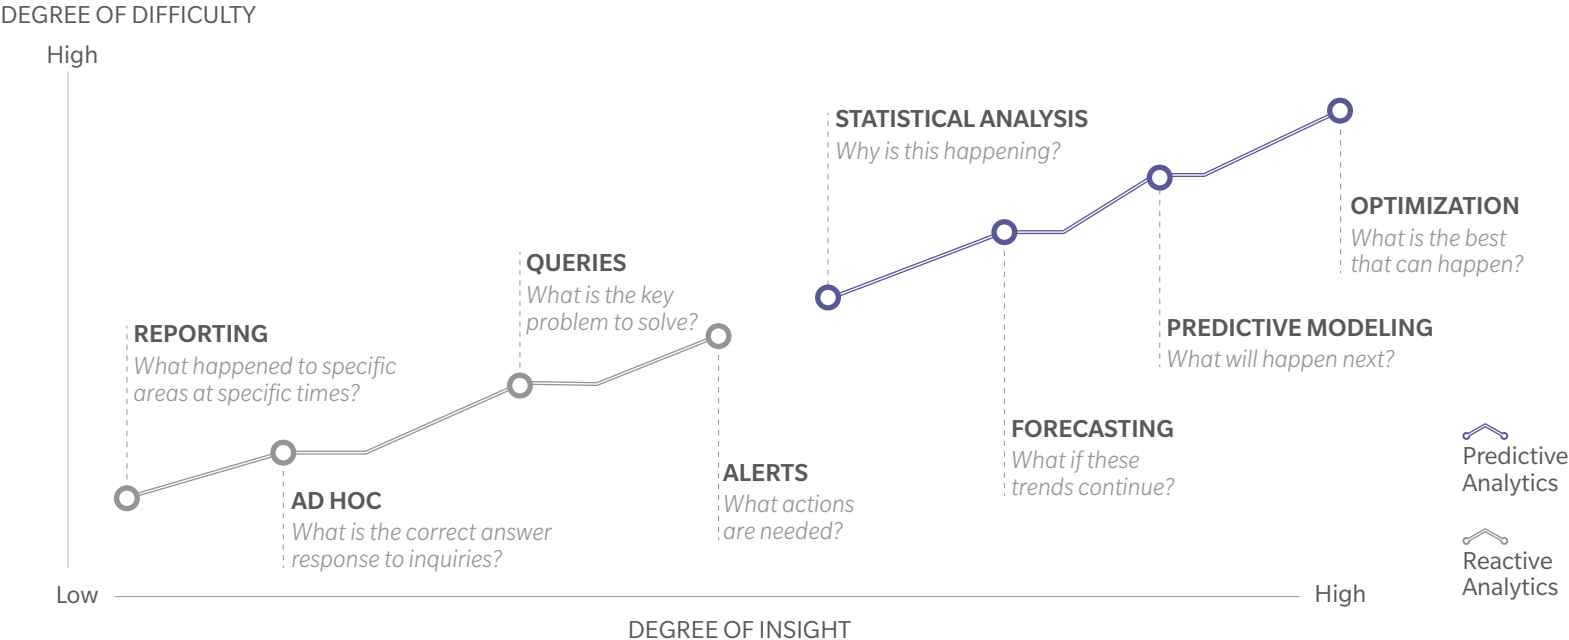 DEGREE OF DIFFICULTY
High
STATISTICAL ANALYSIS
Why is this happening?
OPTIMIZATION
What is the best
that can happen?
QUERIES
What is the key
problem to solve?
REPORTING
What happened to specific
areas at specific times?
PREDICTIVE MODELING
What will happen next?
FORECASTING
What if these
trends continue?
ALERTS
What actions
are needed?
AD HOC
What is the correct answer
response to inquiries?
Predictive
Analytics
Reactive
Analytics
Low
High
DEGREE OF INSIGHT